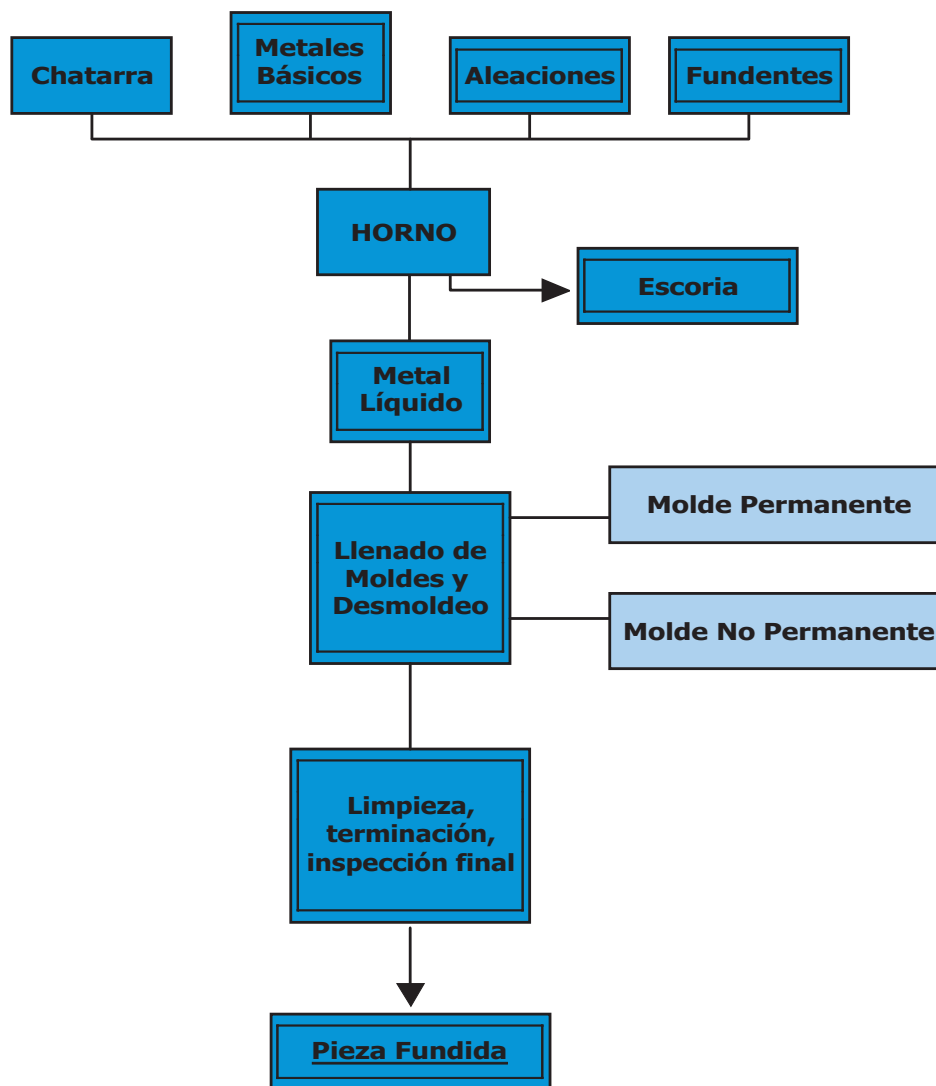 Chatarra
Metales
Básicos
Aleaciones
Fundentes
HORNO
Escoria
Metal
Líquido
Molde Permanente
Llenado de
Moldes y
Desmoldeo
Molde No Permanente
Limpieza,
terminación,
inspección final
Pieza Fundida